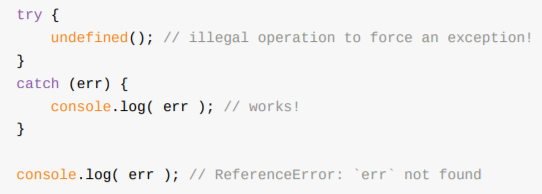 try {
    undefined(); // illegal operation to force an exception!
}
catch (err) {
    console.log( err ); // works!
}

console.log( err ); // ReferenceError: `err` not found